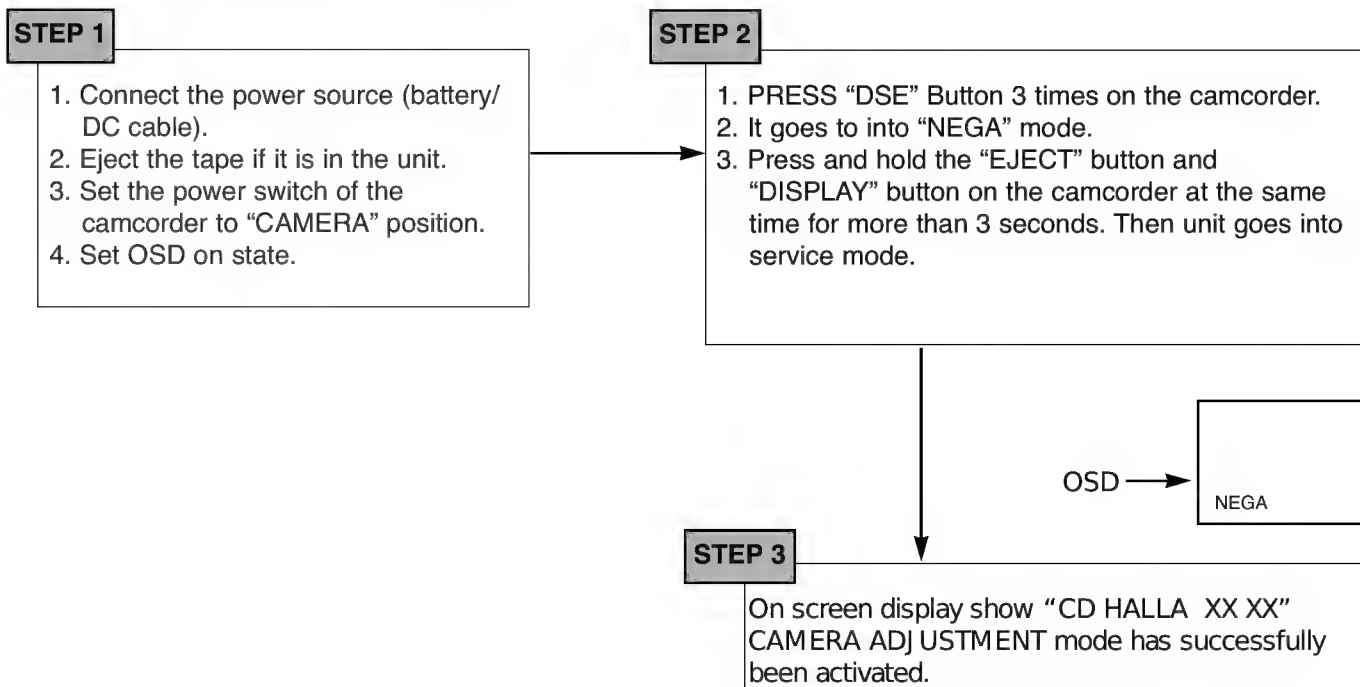 STEP 1
1. Connect the power source (battery/
DC cable).
2. Eject the tape if it is in the unit.
3. Set the power switch of the
camcorder to “CAMERA” position.
4. Set OSD on state.
STEP 2
1. PRESS “DSE” Button 3 times on the camcorder.
2. It goes to into “NEGA” mode.
3. Press and hold the “EJECT” button and
“DISPLAY” button on the camcorder at the same
time for more than 3 seconds. Then unit goes into
service mode.
OSD
NEGA
STEP 3
On screen display show “CD HALLA XX XX”
CAMERA ADJUSTMENT mode has successfully
been activated.